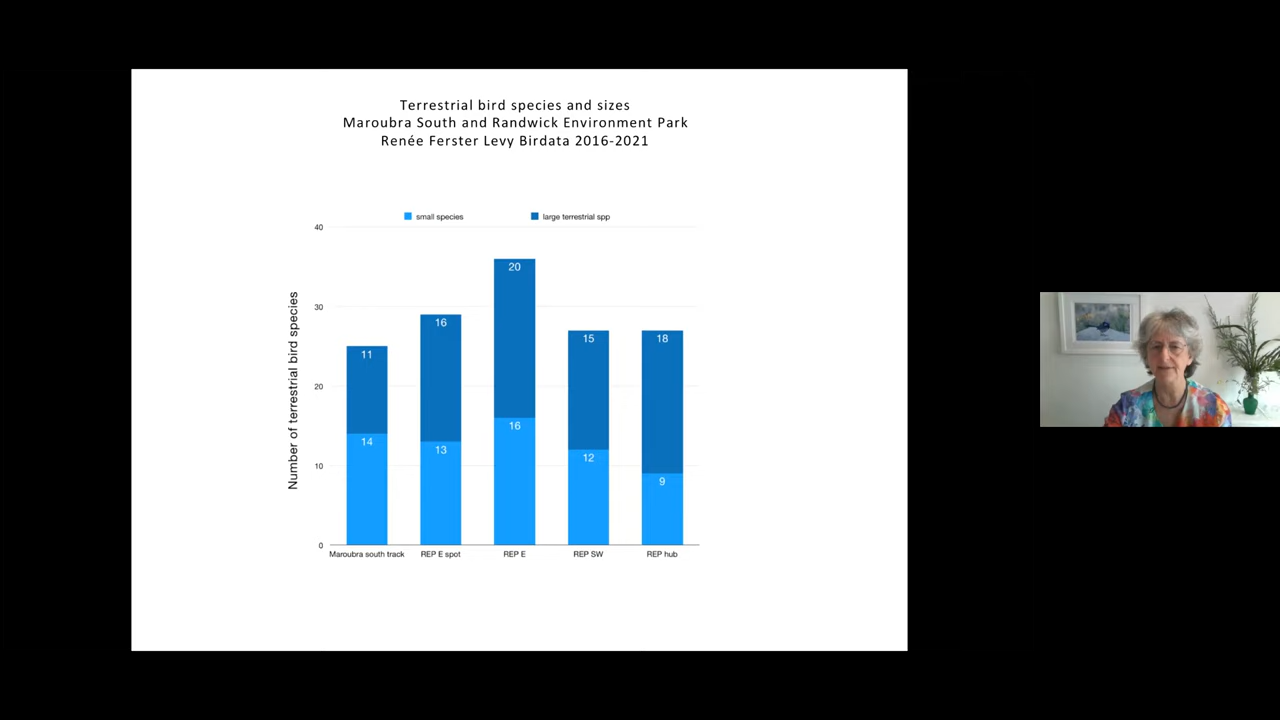 Terrestrial bird species and sizes
Maroubra South and Randwick Environment Park
Renée Ferster Levy Birdata 2016-2021
small species
large terrestrial spp
Number of terrestrial bird species
40
30
20
10
0
11
14
16
13
20
16
15
12
18
9
Maroubra south track
REP E spot
REP E
REP SW
REP hub